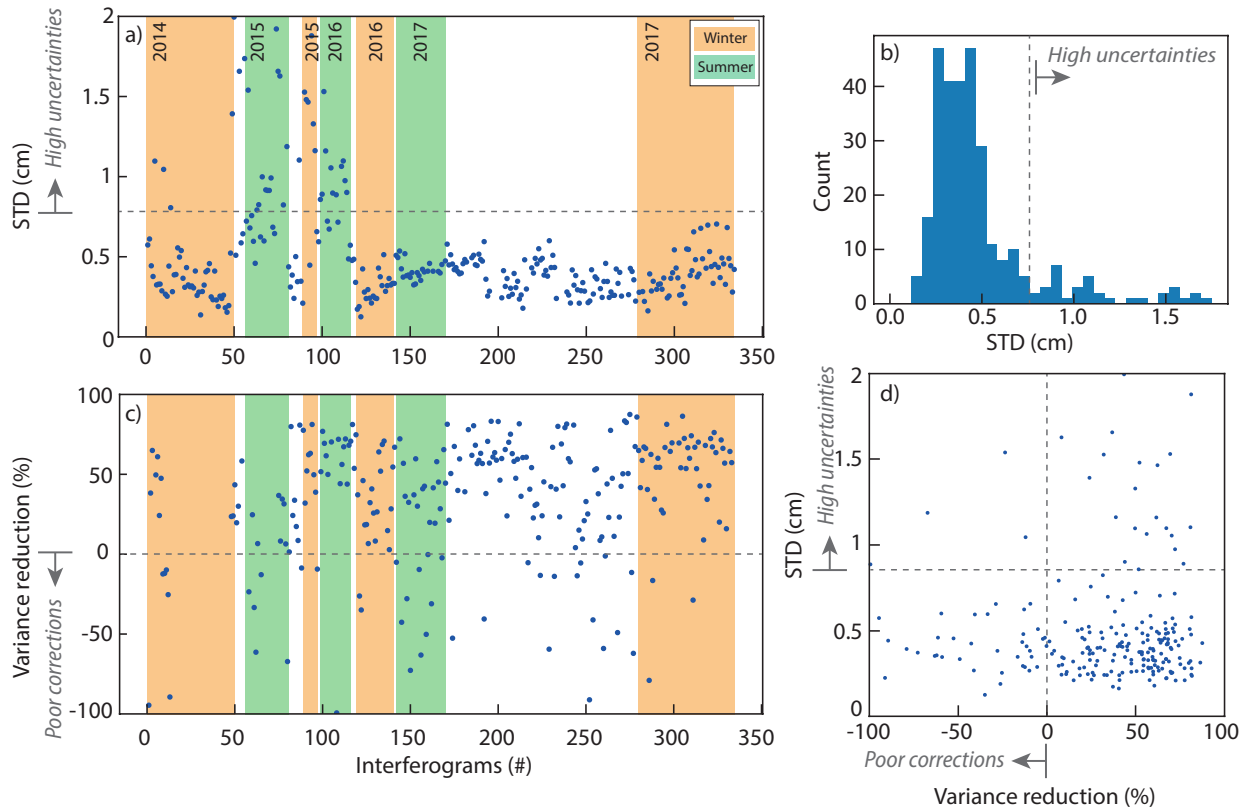 a)
2014
2015
2015
2016
2016
2017
2017
Winter
Summer
2
1.5
1
0.5
0
STD (cm)
High uncertainties
0
50
100
150
200
250
300
350
b)
High uncertainties
40
30
20
10
0
Count
0.0
0.5
1.0
1.5
STD (cm)
c)
100
50
0
-50
-100
Variance reduction (%)
Poor corrections
0
50
100
150
200
250
300
350
Interferograms (#)
d)
2
1.5
1
0.5
0
STD (cm)
High uncertainties
-100
-50
0
50
100
Poor corrections
Variance reduction (%)